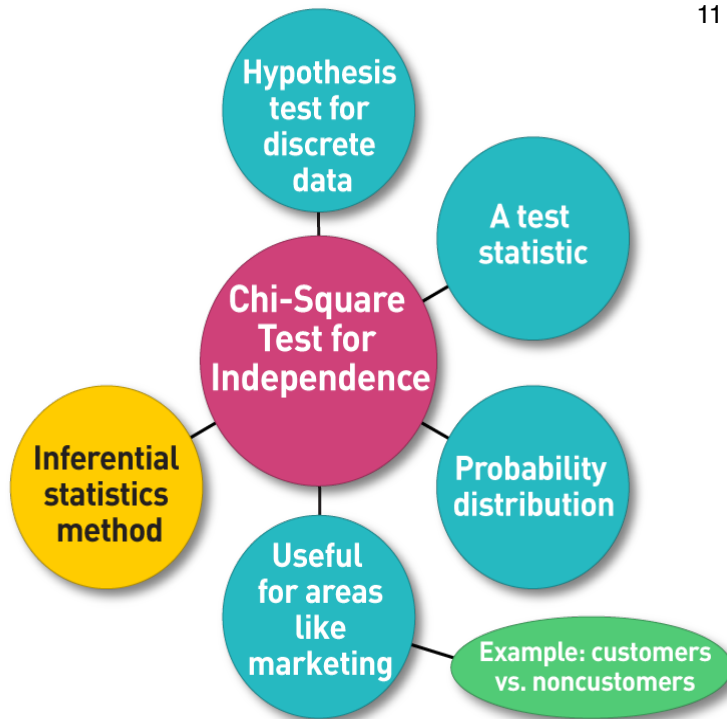 11
Hypothesis
test for
discrete
data
A test
statistic
Chi-Square
Test for
Independence
Inferential
statistics
method
Probability
distribution
Useful
for areas
like
marketing
Example: customers
vs. noncustomers